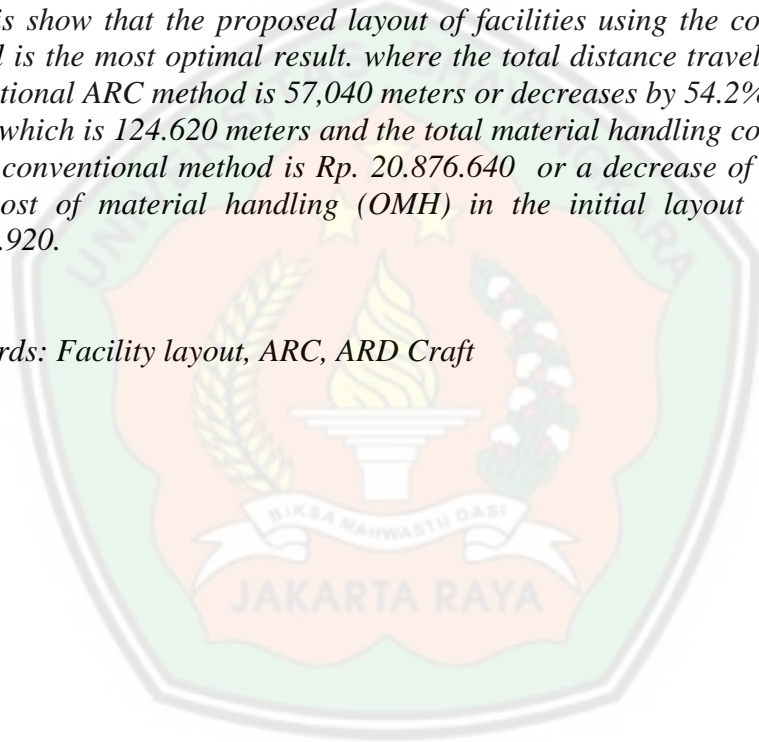 is show that the proposed layout of facilities using the co
is the most optimal result. where the total distance travel
tional ARC method is 57,040 meters or decreases by 54.2%
which is 124.620 meters and the total material handling co
conventional method is Rp. 20.876.640 or a decrease of
ost of material handling (OMH) in the initial layout
.920.
rds: Facility layout, ARC, ARD Craft
BIKSA MAHWASTU DASI
JAKARTA RAYA